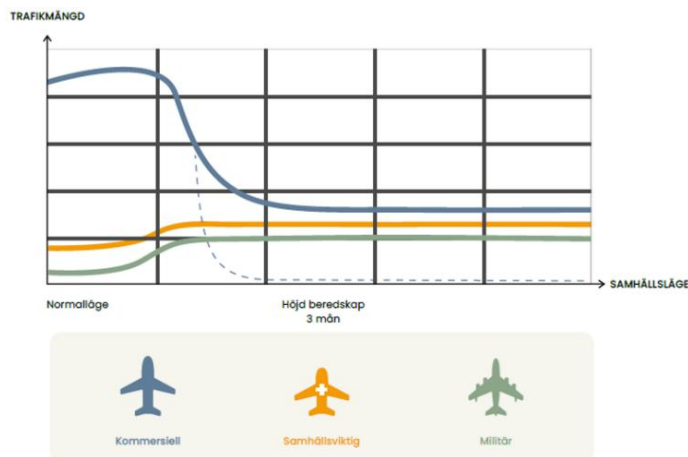 TRAFIKMÄNGD
SAMHÄLLSLÄGE
Normalläge
Höjd beredskap
3 mån
Kommersiell
Samhällsviktig
Militär